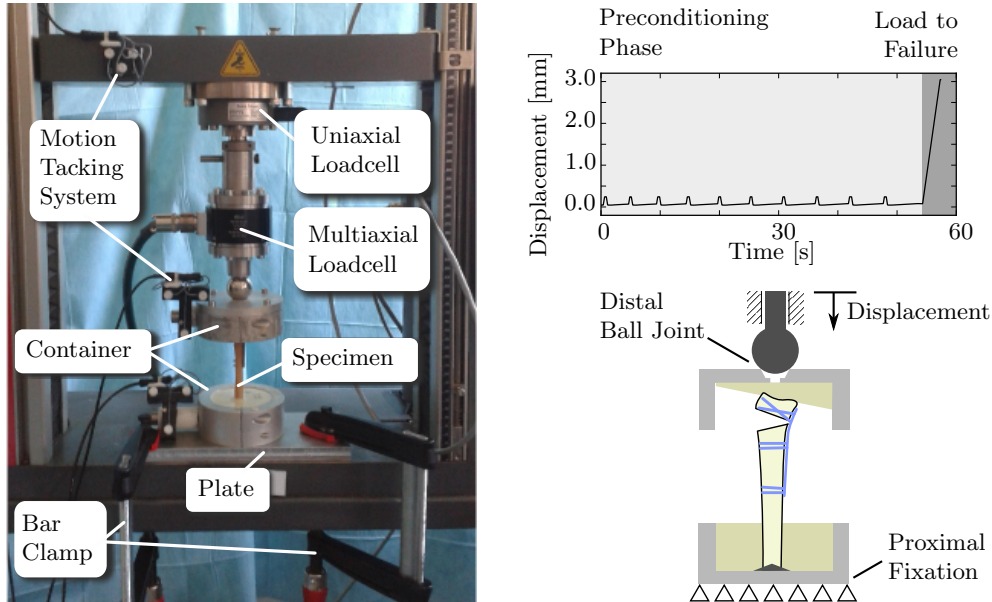 Motion
Tacking
System
Uniaxial
Loadcell
Multiaxial
Loadcell
Container
Specimen
Plate
Bar
Clamp
Preconditioning
Phase
Load to
Failure
Displacement [mm]
3.0
2.0
1.0
0.0
0
30
60
Time [s]
Distal
Ball Joint
Displacement
Proximal
Fixation